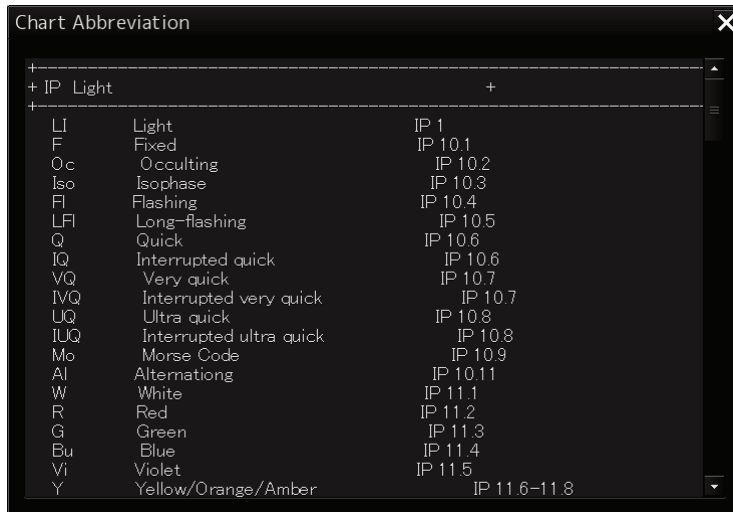 Chart Abbreviation
+ IP Light +
LI Light IP 1
F Fixed IP 10.1
Oc Occulting IP 10.2
Iso Isophase IP 10.3
Fl Flashing IP 10.4
LFl Long-flashing IP 10.5
Q Quick IP 10.6
IQ Interrupted quick IP 10.6
VQ Very quick IP 10.7
IVQ Interrupted very quick IP 10.7
UQ Ultra quick IP 10.8
IUQ Interrupted ultra quick IP 10.8
Mo Morse Code IP 10.9
Al Alternationg IP 10.11
W White IP 11.1
R Red IP 11.2
G Green IP 11.3
Bu Blue IP 11.4
Vi Violet IP 11.5
Y Yellow/Orange/Amber IP 11.6-11.8